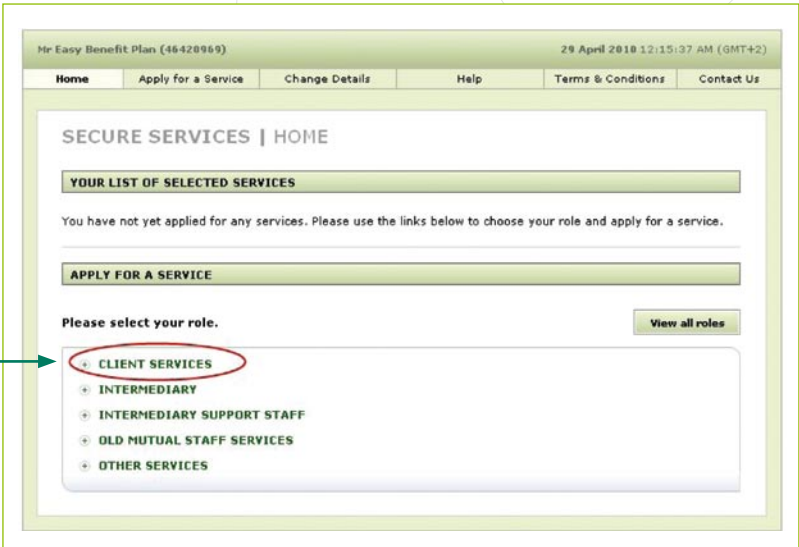 Mr Easy Benefit Plan (46420969) 29 April 2010 12:15:37 AM (GMT+2)
Home Apply for a Service Change Details Help Terms & Conditions Contact Us
SECURE SERVICES | HOME
YOUR LIST OF SELECTED SERVICES
You have not yet applied for any services. Please use the links below to choose your role and apply for a service.
APPLY FOR A SERVICE
Please select your role. View all roles
CLIENT SERVICES
INTERMEDIARY
INTERMEDIARY SUPPORT STAFF
OLD MUTUAL STAFF SERVICES
OTHER SERVICES